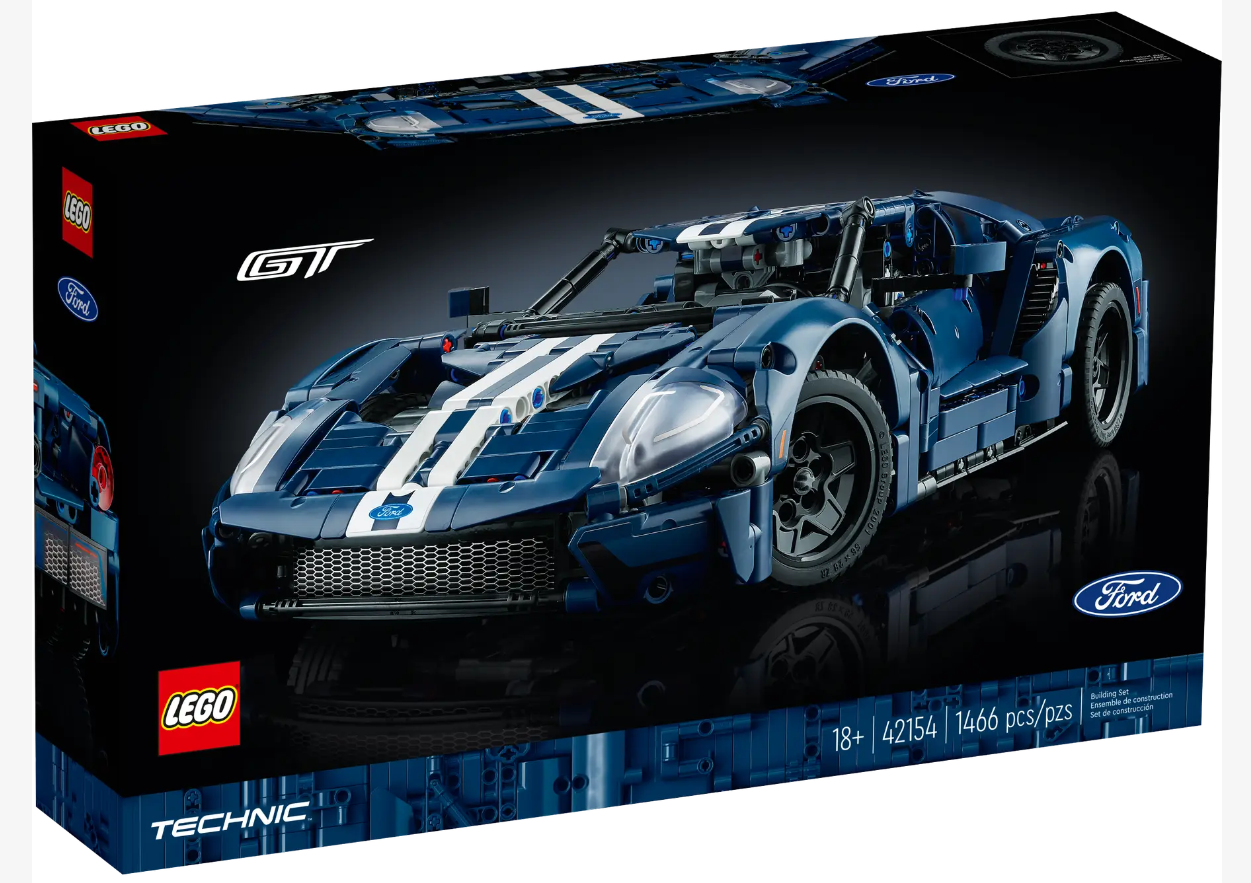 LEGO
Ford
LEGO
Ford
GT
Ford
Ford
LEGO
18+ | 42154 | 1466 pcs/pzs
Building Set
Ensemble de construction
Set de construcción
TECHNIC